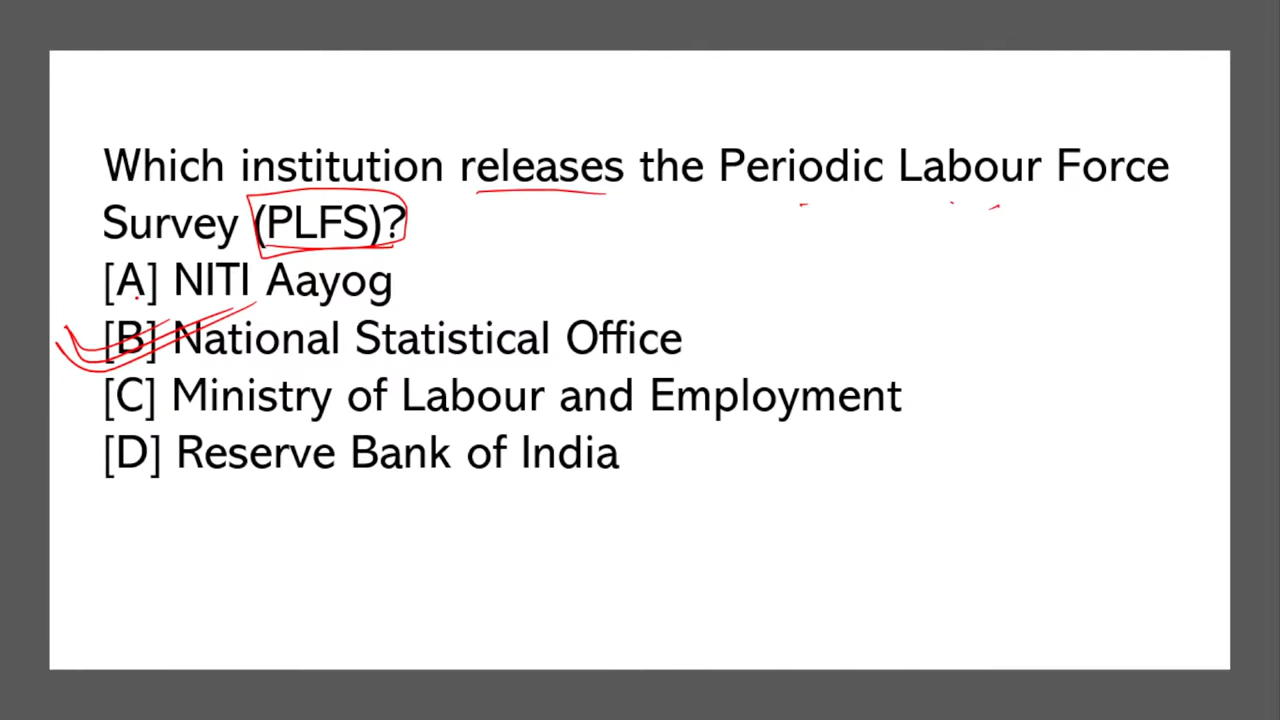 Which institution releases the Periodic Labour Force
Survey (PLFS)?
[A] NITI Aayog
[B] National Statistical Office
[C] Ministry of Labour and Employment
[D] Reserve Bank of India